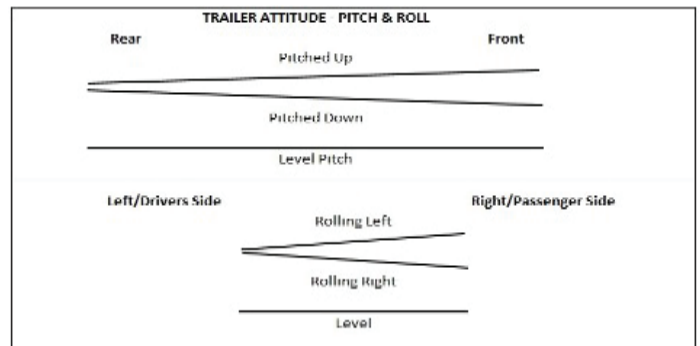 TRAILER ATTITUDE - PITCH & ROLL
Rear Front
Pitched Up
Pitched Down
Level Pitch
Left/Drivers Side Right/Passenger Side
Rolling Left
Rolling Right
Level